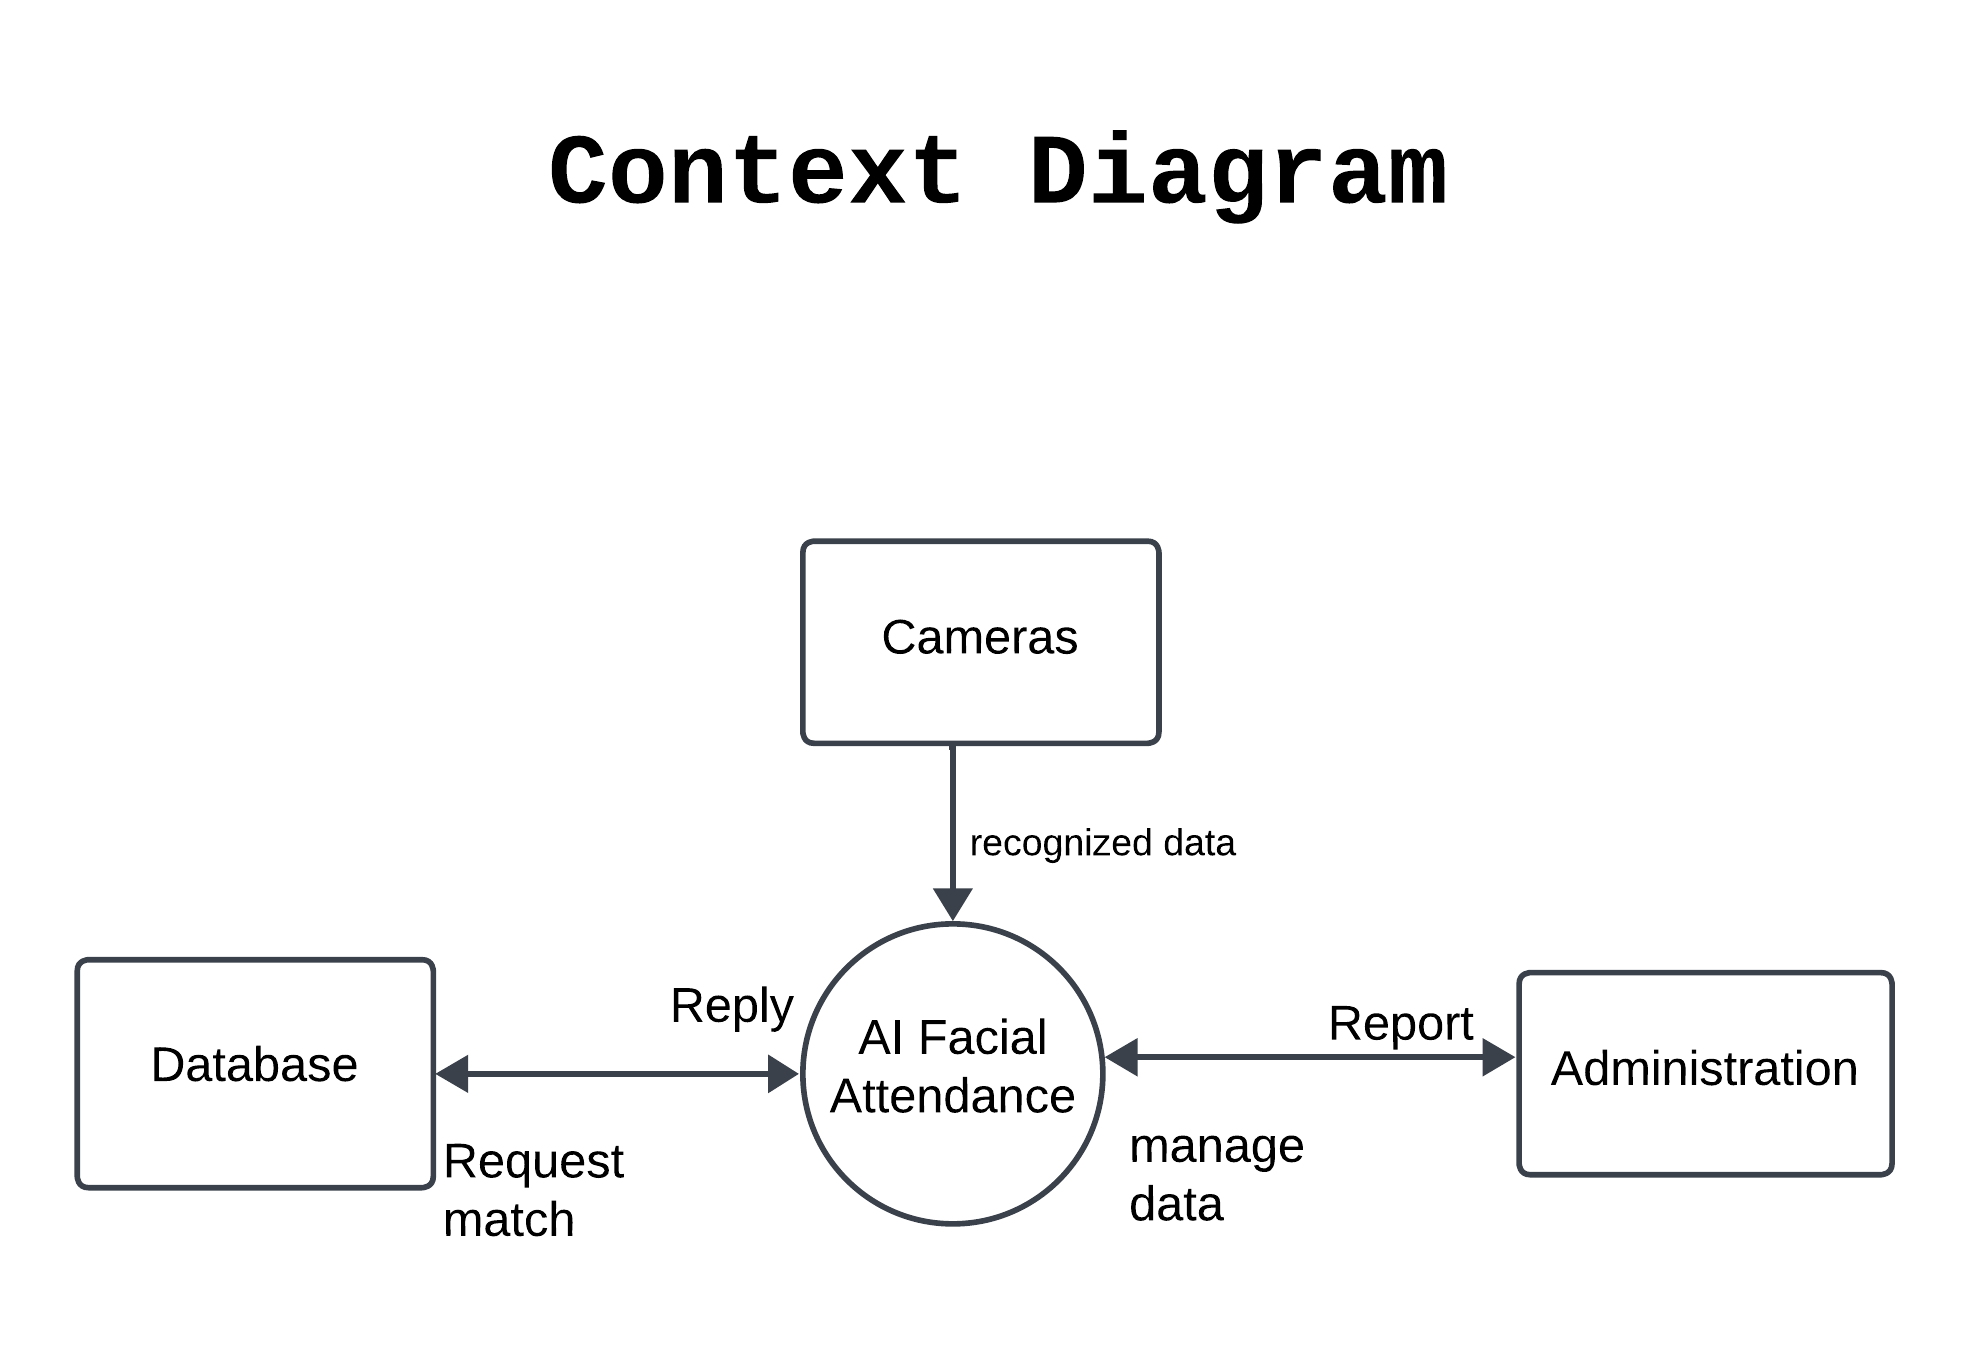 Context Diagram
Cameras
recognized data
Reply
Report
AI Facial
Attendance
Database
Administration
Request
match
manage
data